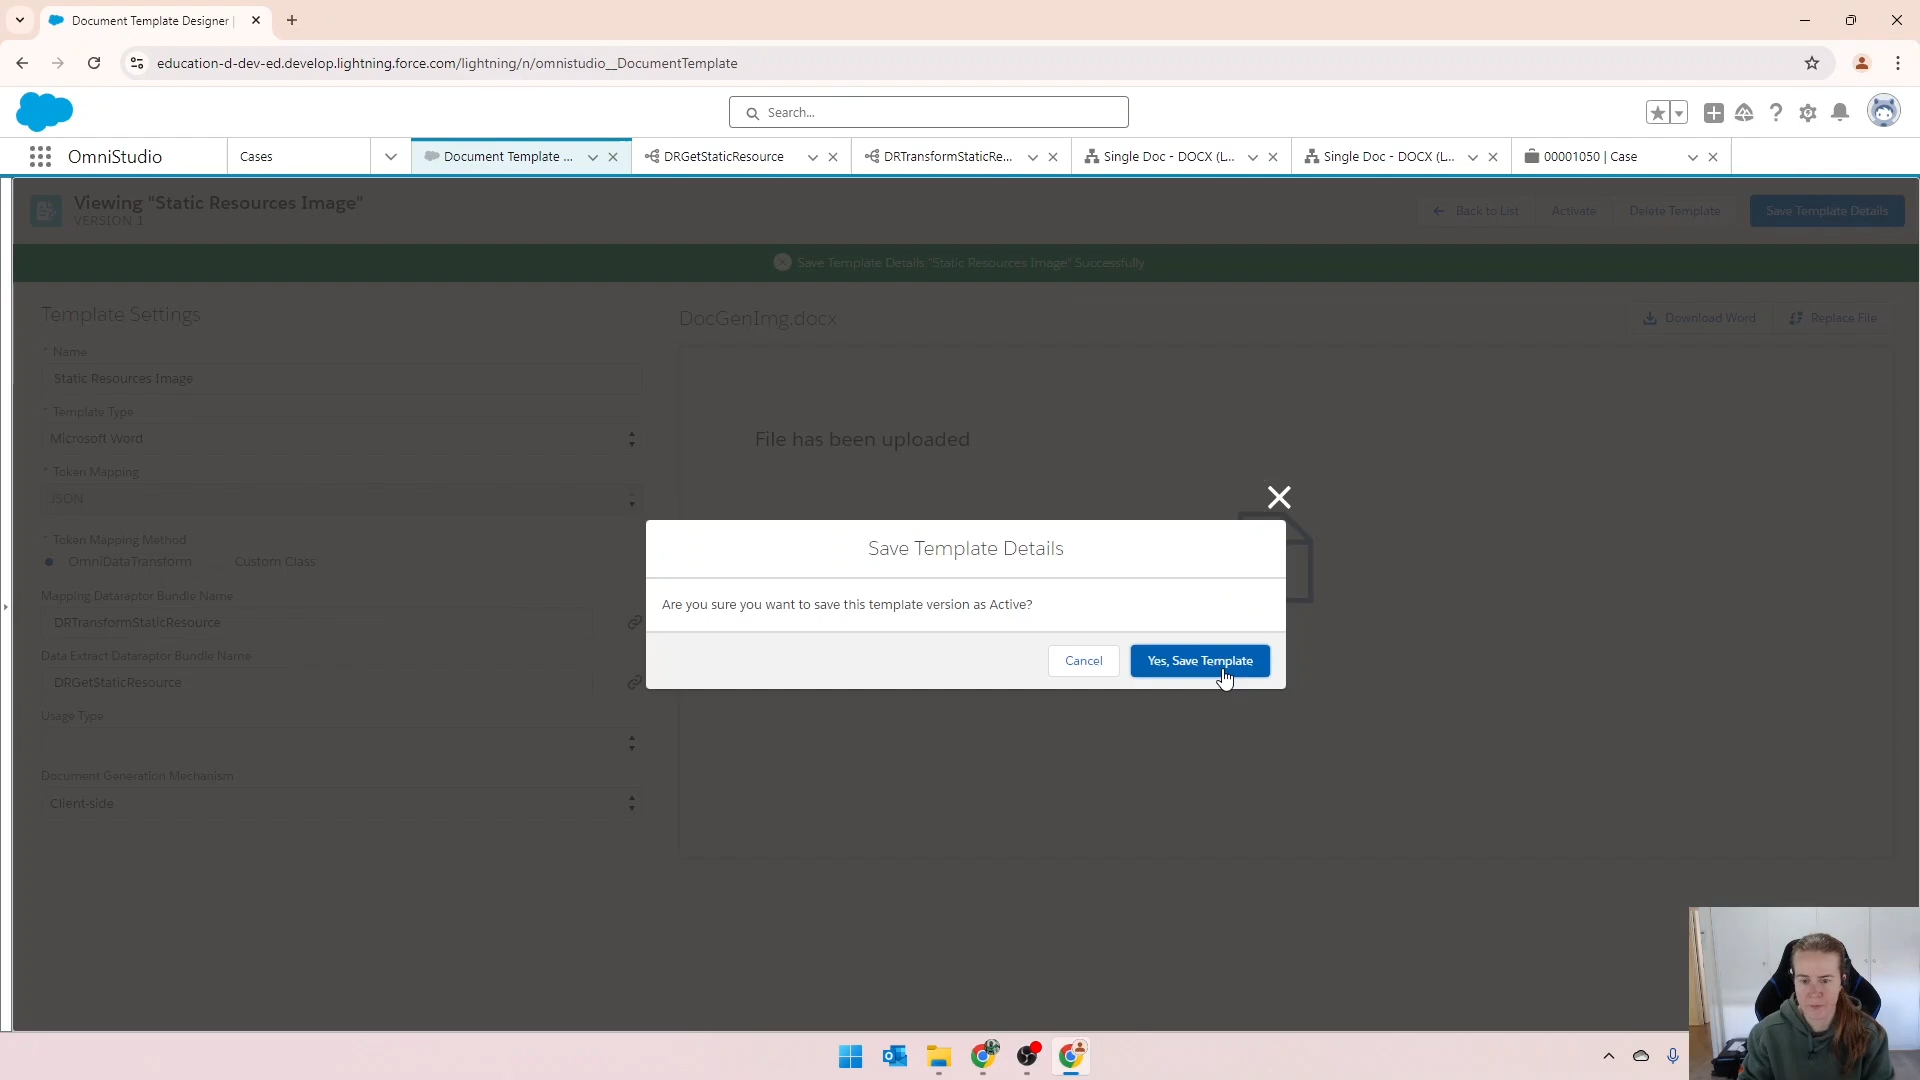 Document Template Designer |
education-d-dev-ed.develop.lightning.force.com/lightning/n/omnistudio__DocumentTemplate
Search...
OmniStudio
Cases
Document Template ...
DRGetStaticResource
DRTransformStaticRe...
Single Doc - DOCX (L...
Single Doc - DOCX (L...
00001050 | Case
Viewing "Static Resources Image"
VERSION 1
Back to List
Activate
Delete Template
Save Template Details
Save Template Details "Static Resources Image" Successfully
Template Settings
DocGenImg.docx
Download Word
Replace File
* Name
Static Resources Image
* Template Type
Microsoft Word
File has been uploaded
* Token Mapping
JSON
* Token Mapping Method
OmniDataTransform
Custom Class
Mapping Dataraptor Bundle Name
DRTransformStaticResource
Data Extract Dataraptor Bundle Name
DRGetStaticResource
Usage Type
Document Generation Mechanism
Client-side
Save Template Details
Are you sure you want to save this template version as Active?
Cancel
Yes, Save Template